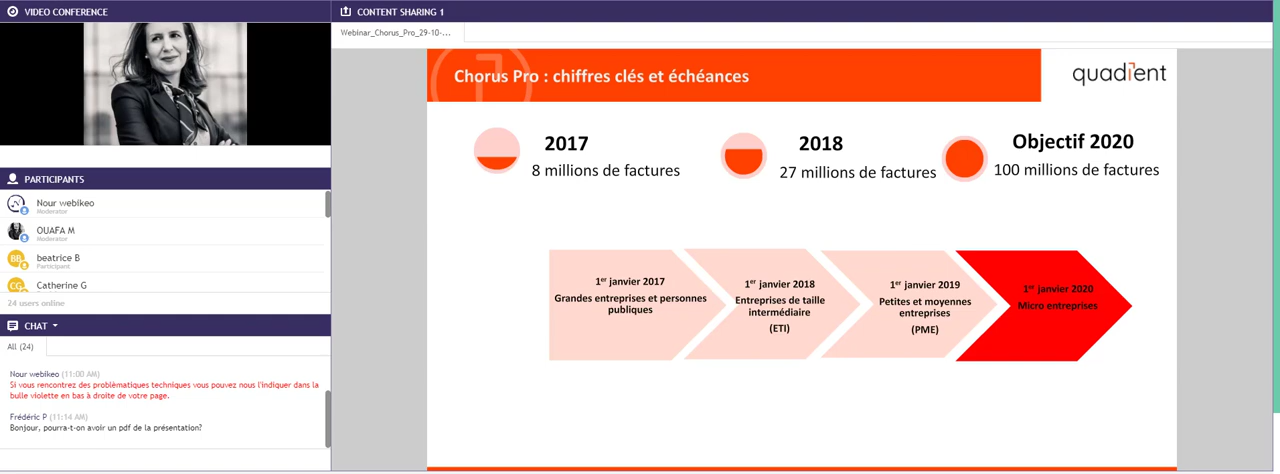 VIDEO CONFERENCE
PARTICIPANTS
Nour webikeo
Moderator
OUAFA M
Moderator
BB
beatrice B
Participant
CG
Catherine G
24 users online
CHAT
All (24)
Nour webikeo (11:00 AM)
Si vous rencontrez des problèmatiques techniques vous pouvez nous l'indiquer dans la
bulle violette en bas à droite de votre page.
Frédéric P (11:14 AM)
Bonjour, pourra-t-on avoir un pdf de la présentation?
CONTENT SHARING 1
Webinar_Chorus_Pro_29-10-...
Chorus Pro : chiffres clés et échéances
quadient
2017
8 millions de factures
2018
27 millions de factures
Objectif 2020
100 millions de factures
1er janvier 2017
Grandes entreprises et personnes
publiques
1er janvier 2018
Entreprises de taille
intermédiaire
(ETI)
1er janvier 2019
Petites et moyennes
entreprises
(PME)
1er janvier 2020
Micro entreprises